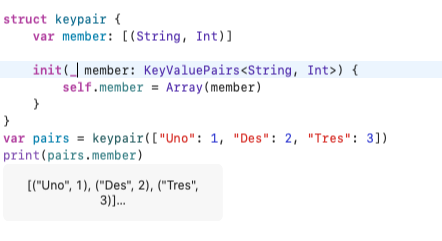 struct keypair {
var member: [(String, Int)]
init(_ member: KeyValuePairs<String, Int>) {
self.member = Array(member)
}
}
var pairs = keypair(["Uno": 1, "Des": 2, "Tres": 3])
print(pairs.member)
[("Uno", 1), ("Des", 2), ("Tres",
3)]...